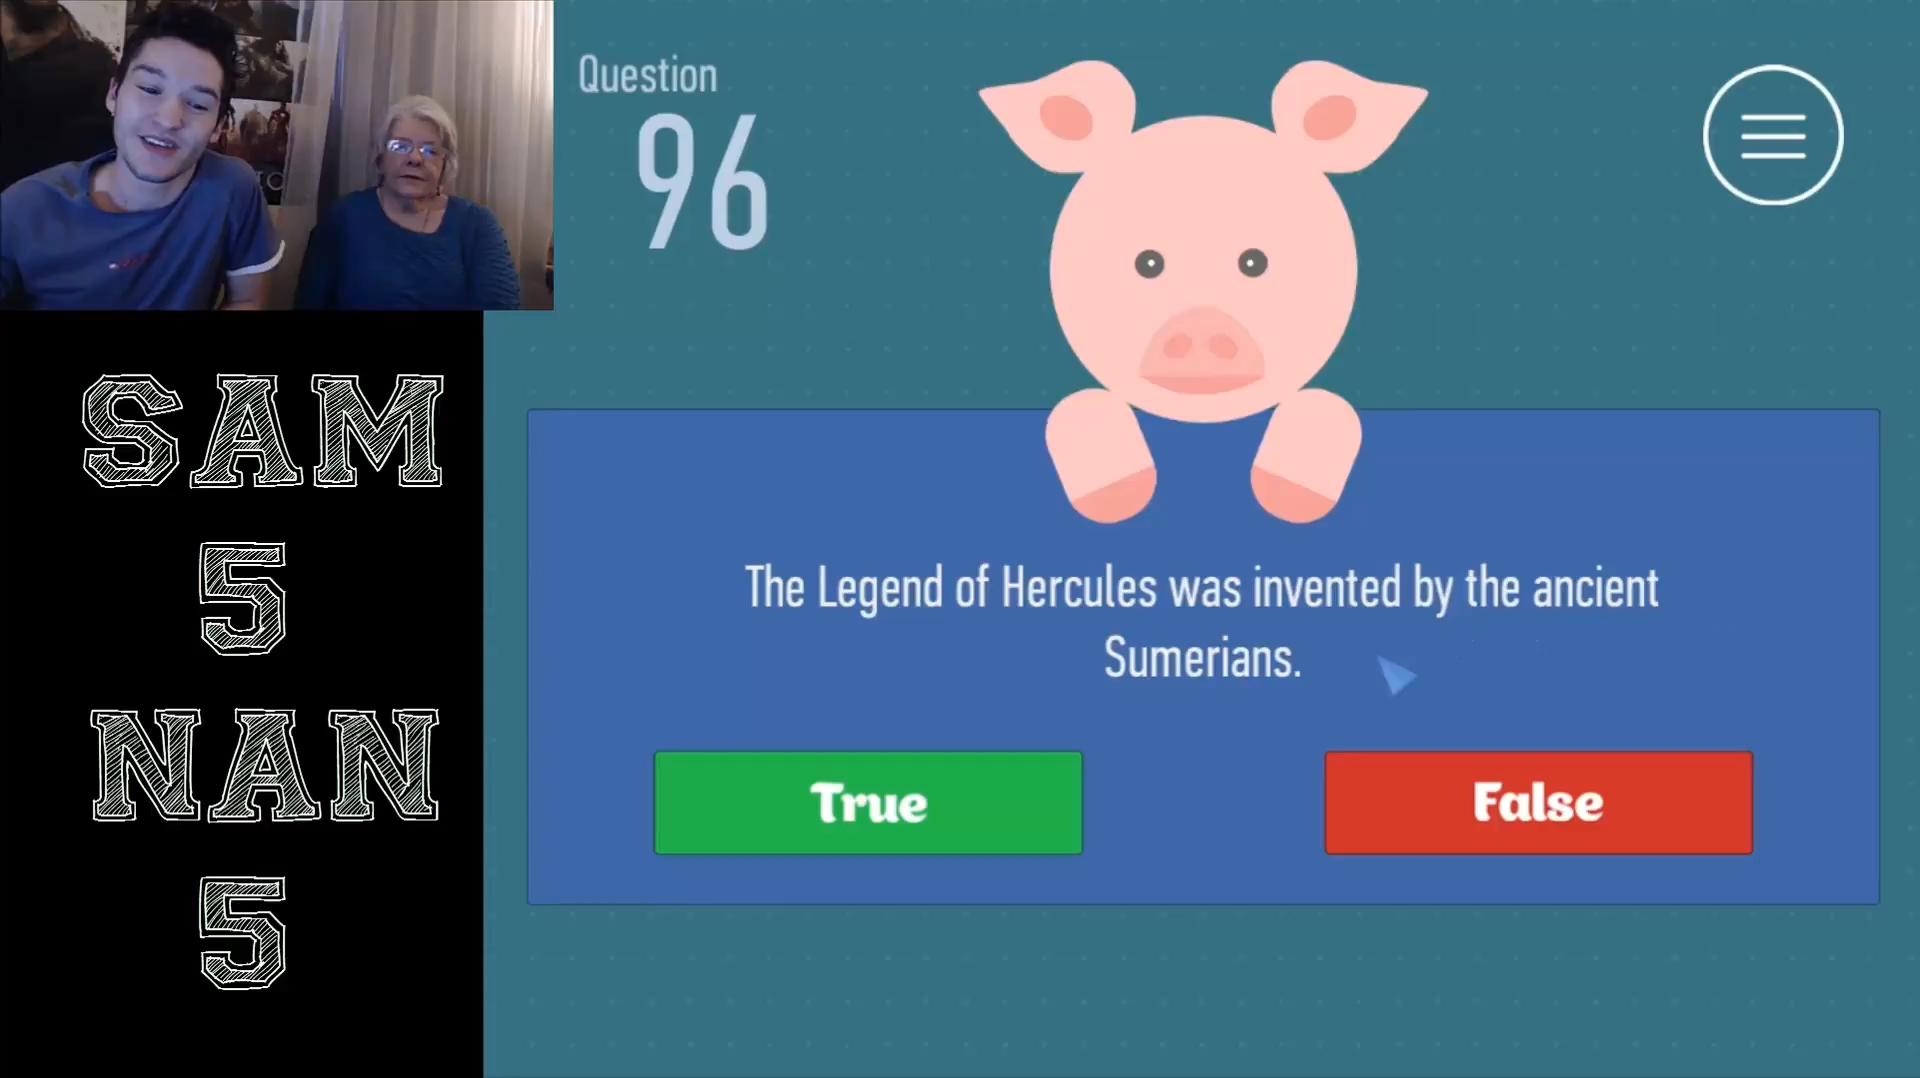 Question
96
SAM
5
NAN
5
The Legend of Hercules was invented by the ancient
Sumerians.
True
False